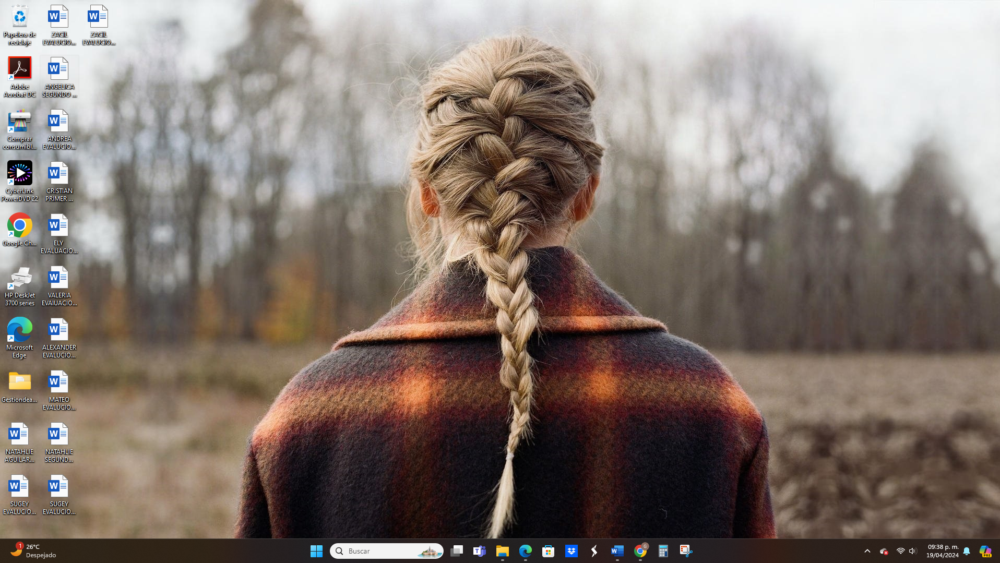 Papelera de
reciclaje
ZACIL
EVALUCIO...
ZACIL
EVALUCIO...
Adobe
Acrobat DC
ANGELICA
SEGUNDO ...
Comprar
consumibl...
ANDREA
EVALUCIO...
CyberLink
PowerDVD 22
CRISTIAN
PRIMER ...
Google Ch...
ELY
EVALUACIO...
HP DeskJet
3700 series
VALERIA
EVAIUACIO...
Microsoft
Edge
ALEXANDER
EVALUCIO...
Gestiondea...
MATEO
EVALUCIO...
NATAHLIE
AGUILAR...
NATAHLIE
SEGUND...
SUGEY
EVALUCIO...
SUGEY
EVALUCIO...
1
26°C
Despejado
Buscar
G
09:38 p. m.
19/04/2024
PRE